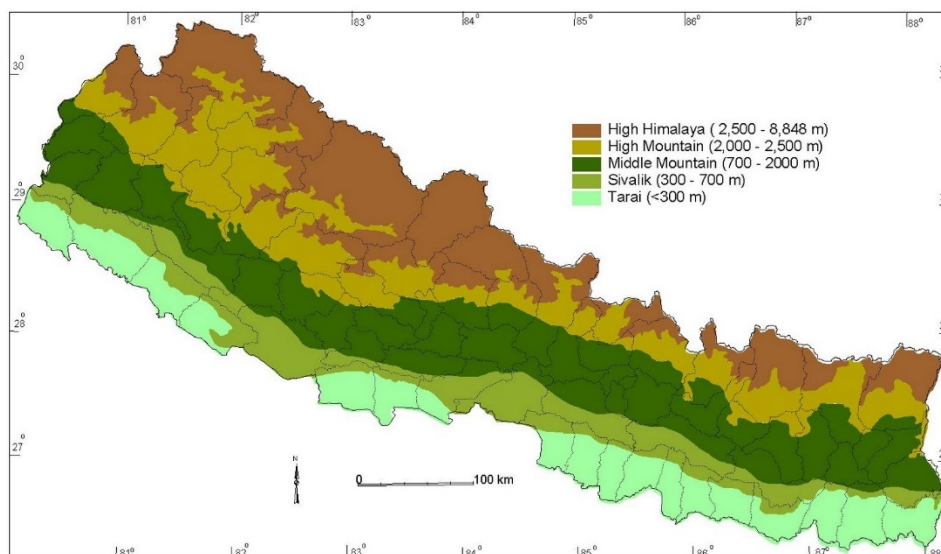 81° 82° 83° 84° 85° 86° 87° 88°
30
29
28
27
High Himalaya ( 2,500 - 8,848 m)
High Mountain (2,000 - 2,500 m)
Middle Mountain (700 - 2000 m)
Sivalik (300 - 700 m)
Tarai (<300 m)
N
0 100 km
81° 82° 83° 84° 85° 86° 87° 88